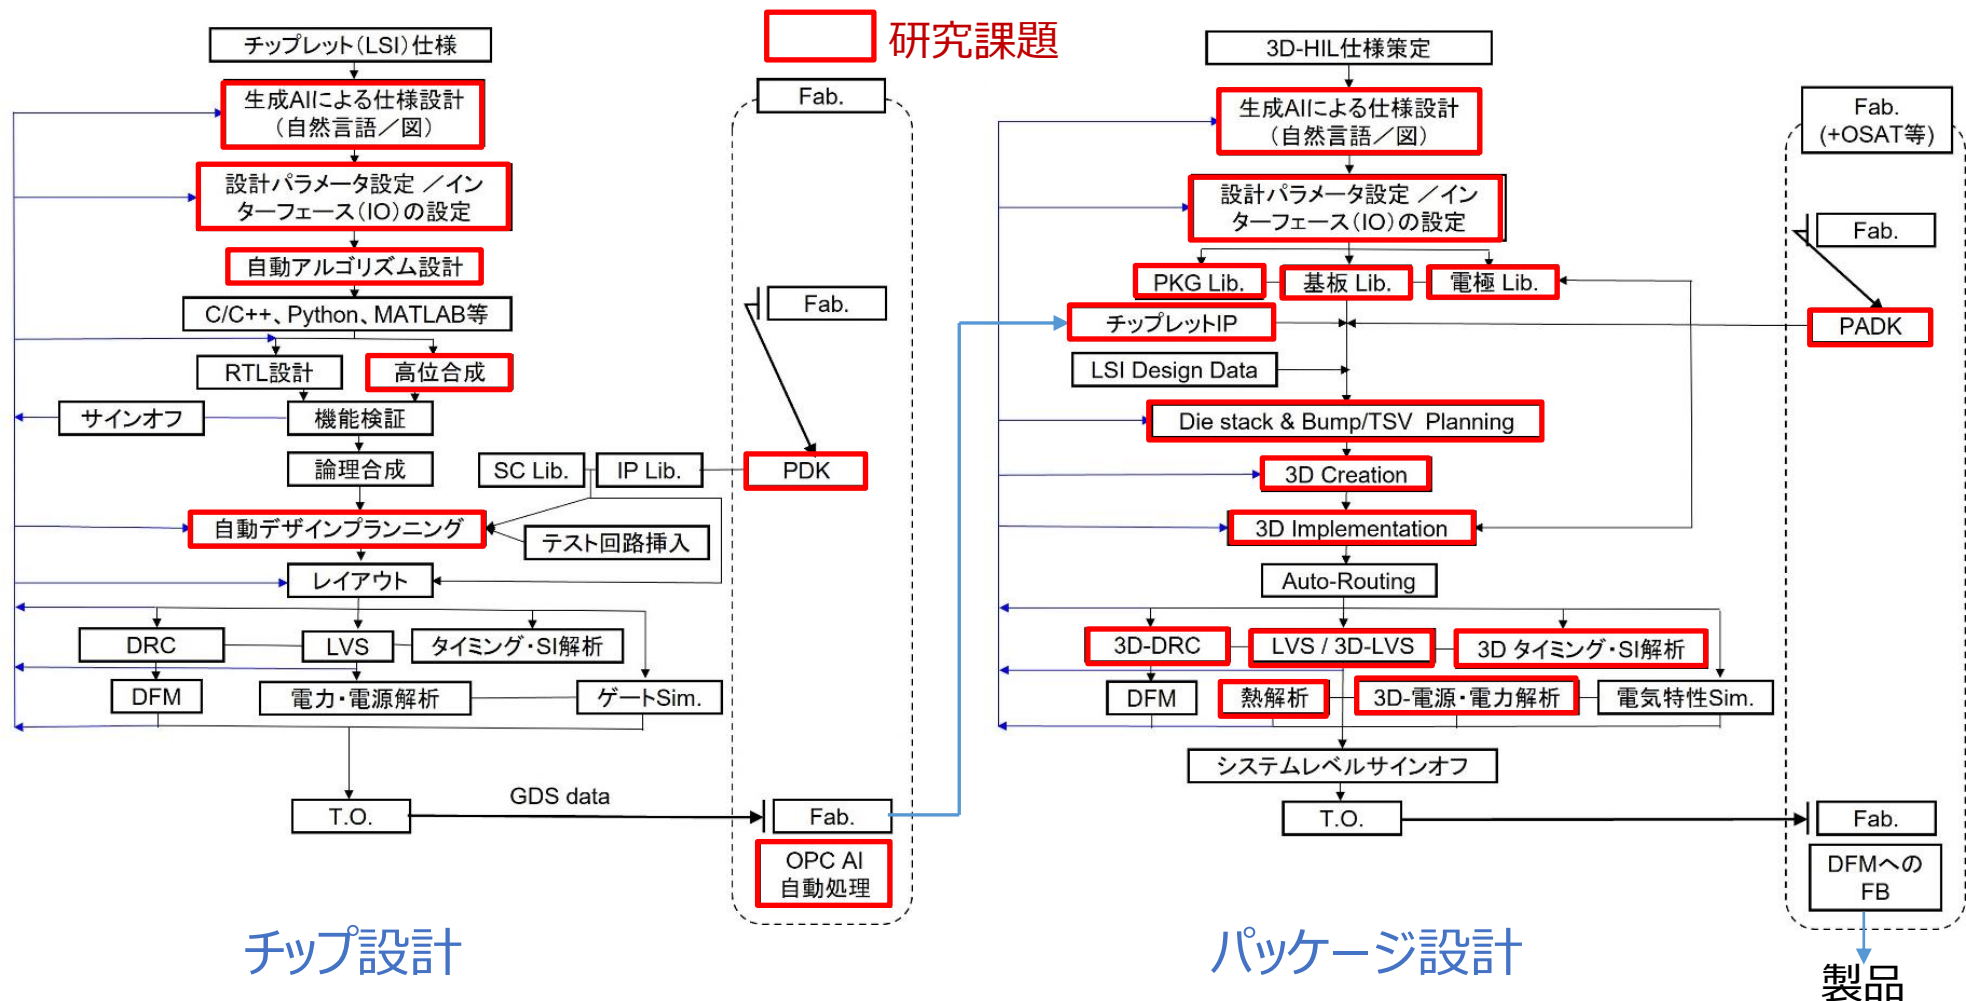 研究課題
チップレット（LSI）仕様
生成AIによる仕様設計
（自然言語／図）
設計パラメータ設定 ／イン
ターフェース（IO）の設定
自動アルゴリズム設計
C/C++、Python、MATLAB等
RTL設計
高位合成
サインオフ
機能検証
論理合成
SC Lib.
IP Lib.
自動デザインプランニング
テスト回路挿入
レイアウト
DRC
LVS
タイミング・SI解析
DFM
電力・電源解析
ゲートSim.
T.O.
GDS data
Fab.
Fab.
PDK
Fab.
OPC AI
自動処理
チップ設計
3D-HIL仕様策定
生成AIによる仕様設計
（自然言語／図）
設計パラメータ設定 ／イン
ターフェース（IO）の設定
PKG Lib.
基板 Lib.
電極 Lib.
チップレットIP
LSI Design Data
Die stack & Bump/TSV Planning
3D Creation
3D Implementation
Auto-Routing
3D-DRC
LVS / 3D-LVS
3D タイミング・SI解析
DFM
熱解析
3D-電源・電力解析
電気特性Sim.
システムレベルサインオフ
T.O.
Fab.
(+OSAT等)
Fab.
PADK
Fab.
DFMへの
FB
パッケージ設計
製品